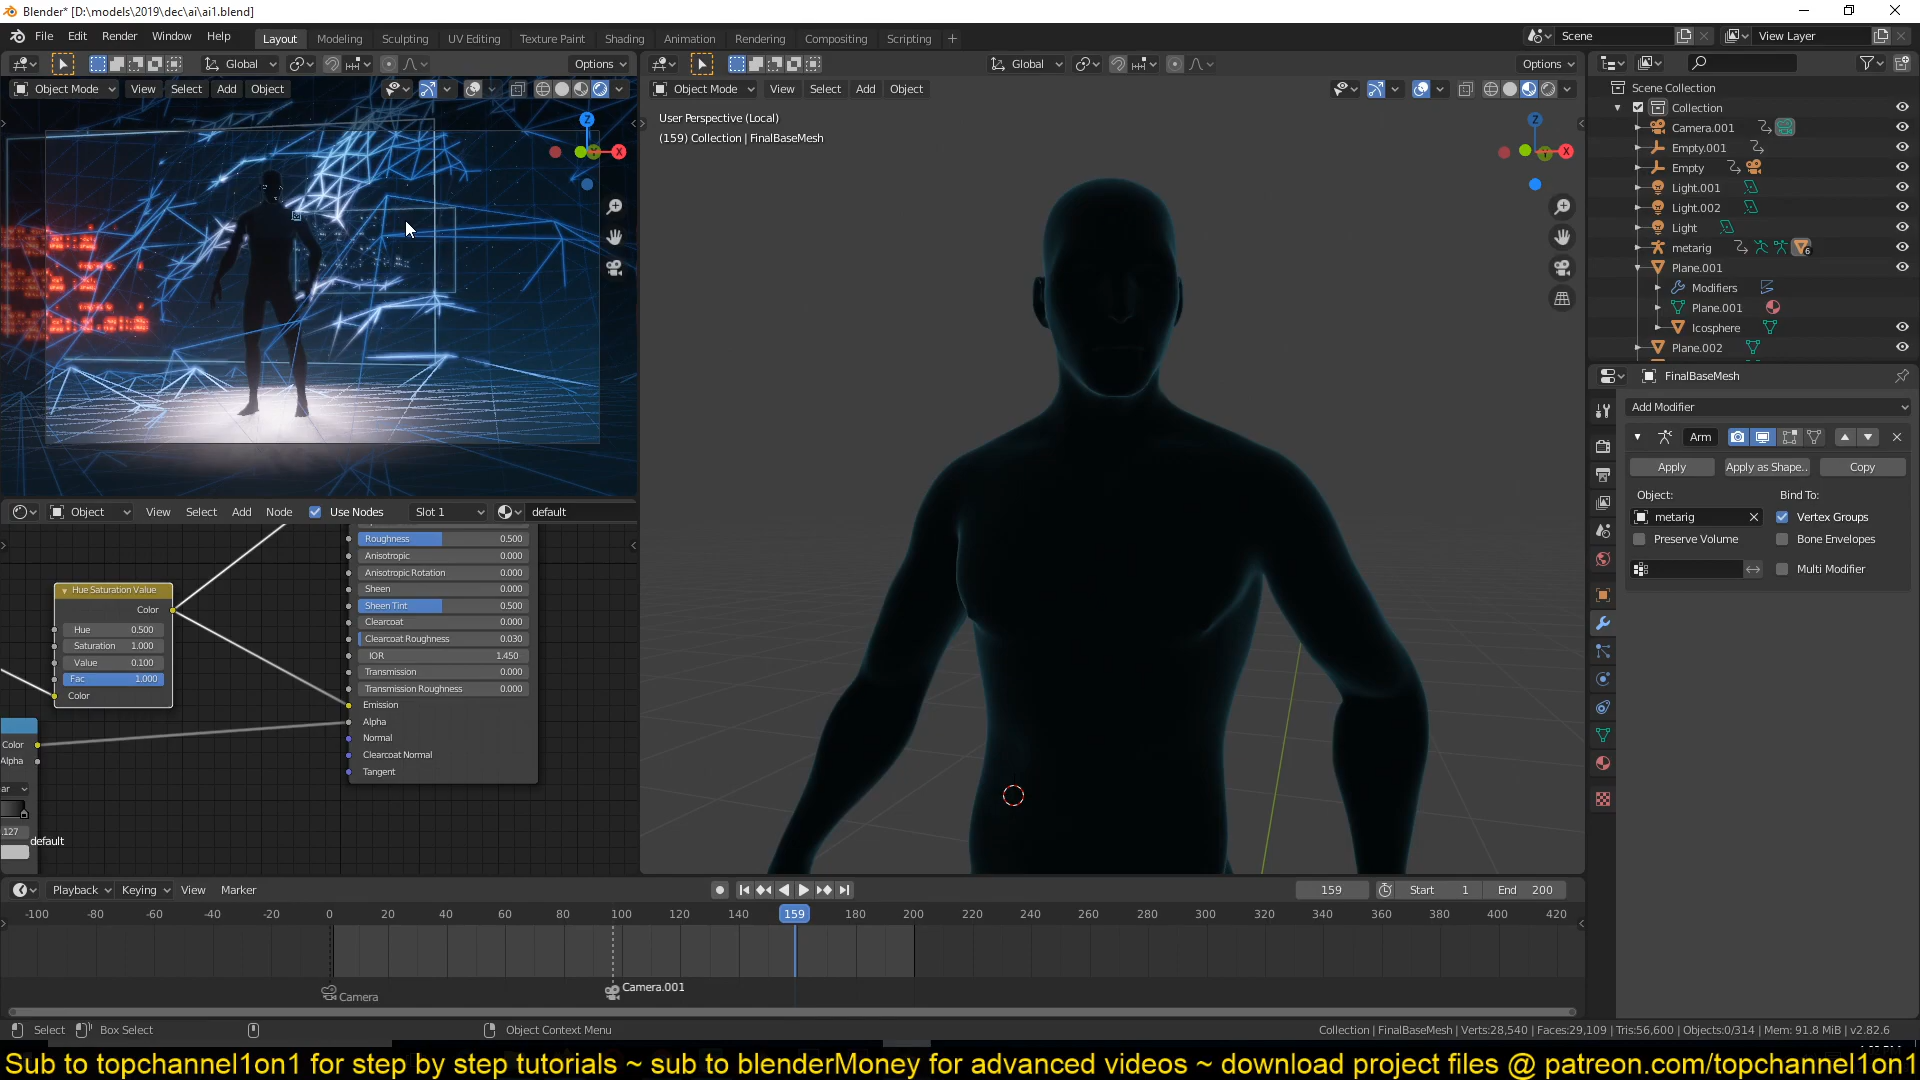 Blender* [D:\models\2019\dec\ai\ai1.blend]
File Edit Render Window Help Layout Modeling Sculpting UV Editing Texture Paint Shading Animation Rendering Compositing Scripting + Scene View Layer
Global Options Global Options
Object Mode View Select Add Object Object Mode View Select Add Object
Scene Collection
Collection
Camera.001
Empty.001
Empty
Light.001
Light.002
Light
metarig
Plane.001
Modifiers
Plane.001
Icosphere
Plane.002
User Perspective (Local)
(159) Collection | FinalBaseMesh
Z X
Z X
FinalBaseMesh
Add Modifier
Arm
Apply Apply as Shape.. Copy
Object: Bind To:
metarig Vertex Groups
Preserve Volume Bone Envelopes
Multi Modifier
Object View Select Add Node Use Nodes Slot 1 default
Roughness 0.500
Anisotropic 0.000
Anisotropic Rotation 0.000
Sheen 0.000
Sheen Tint 0.500
Clearcoat 0.000
Clearcoat Roughness 0.030
IOR 1.450
Transmission 0.000
Transmission Roughness 0.000
Emission
Alpha
Normal
Clearcoat Normal
Tangent
Hue Saturation Value
Color
Hue 0.500
Saturation 1.000
Value 0.100
Fac 1.000
Color
Color
Alpha
ar
.127
default
Playback Keying View Marker 159 Start 1 End 200
-100 -80 -60 -40 -20 0 20 40 60 80 100 120 140 159 180 200 220 240 260 280 300 320 340 360 380 400 420
Camera Camera.001
Select Box Select Object Context Menu Collection | FinalBaseMesh | Verts:28,540 | Faces:29,109 | Tris:56,600 | Objects:0/314 | Mem: 91.8 MiB | v2.82.6
Sub to topchannel1on1 for step by step tutorials ~ sub to blenderMoney for advanced videos ~ download project files @ patreon.com/topchannel1on1